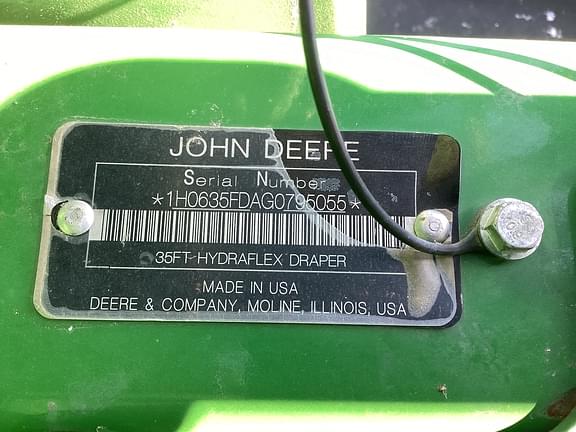 JOHN DEERE
Serial Number
*1H0635FDAG0795055*
35FT HYDRAFLEX DRAPER
MADE IN USA
DEERE & COMPANY, MOLINE, ILLINOIS, USA